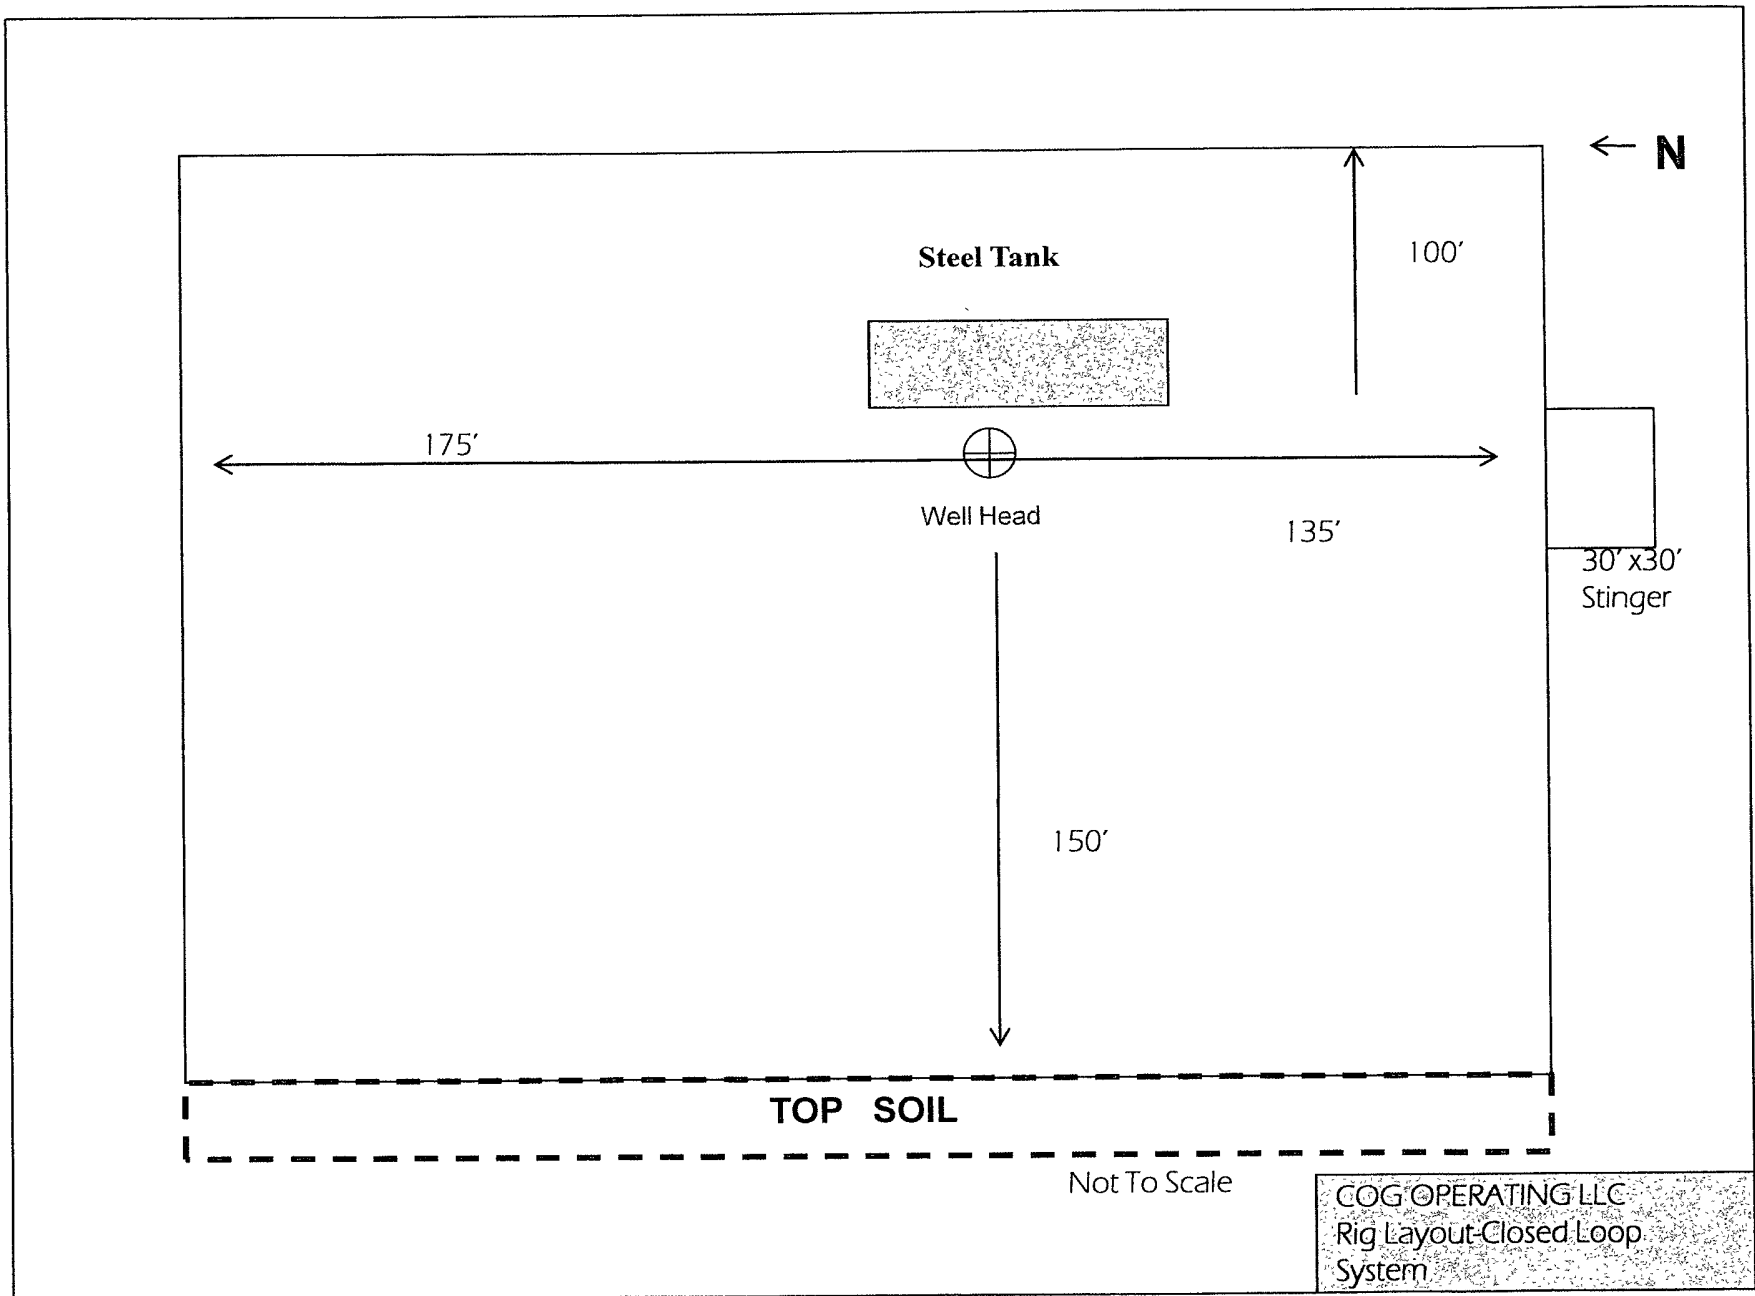 N
Steel Tank
100'
175'
Well Head
135'
30' x30'
Stinger
150'
TOP SOIL
Not To Scale
COG OPERATING LLC
Rig Layout-Closed Loop
System